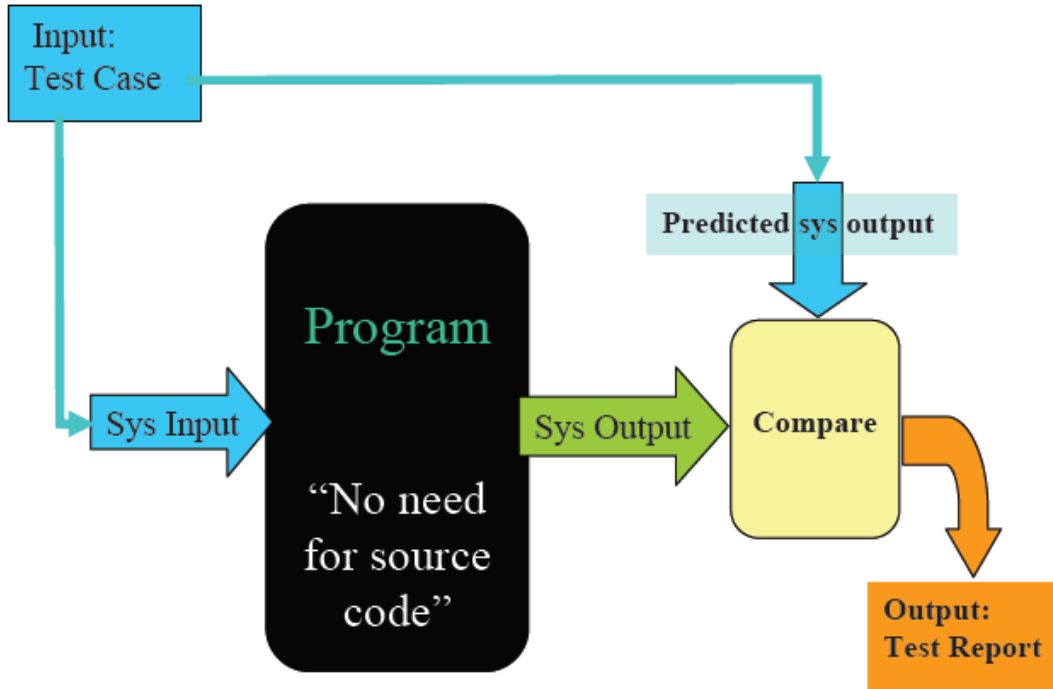 Input:
Test Case
Predicted sys output
Program
Sys Input
Sys Output
Compare
“No need
for source
code”
Output:
Test Report